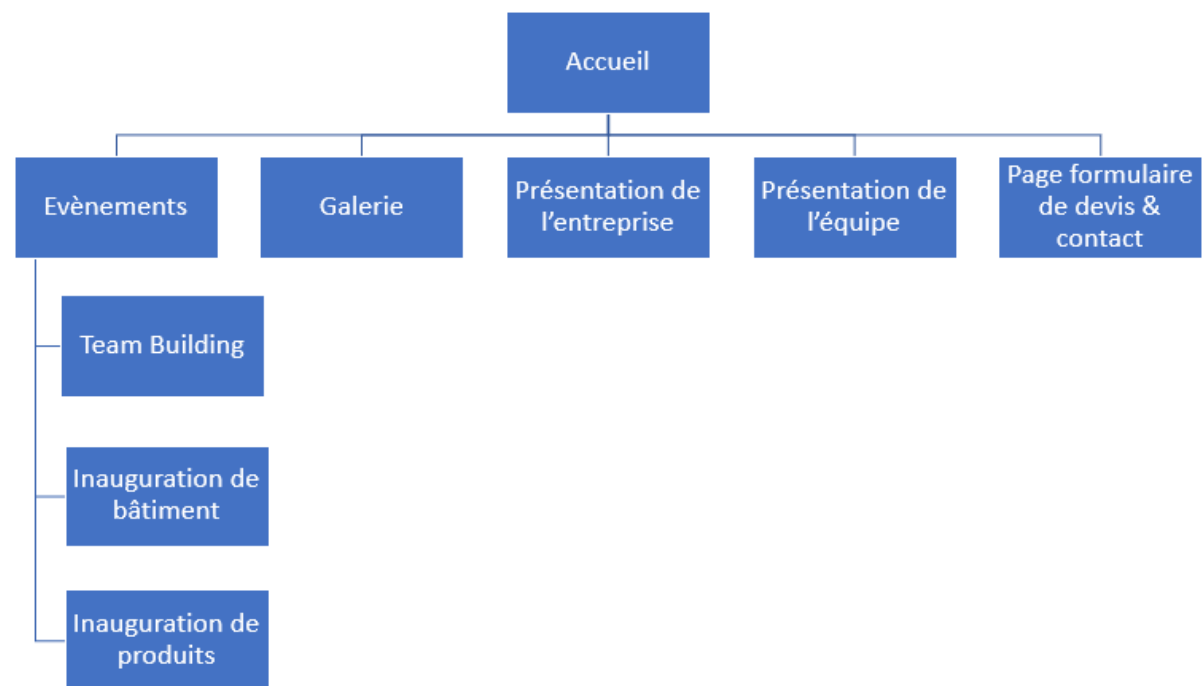 Accueil
Evènements
Galerie
Présentation de
l’entreprise
Présentation de
l’équipe
Page formulaire
de devis &
contact
Team Building
Inauguration de
bâtiment
Inauguration de
produits